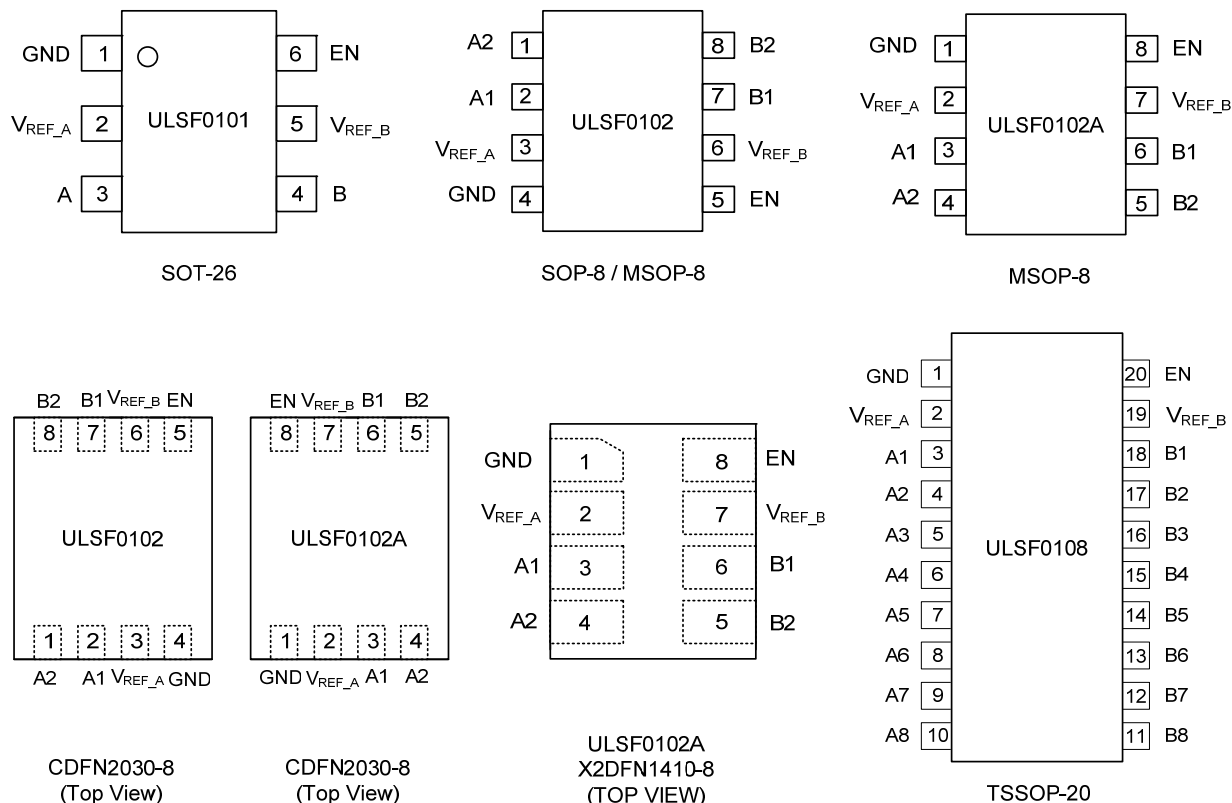 GND 1 6 EN
V_REF_A 2 ULSF0101 5 V_REF_B
A 3 4 B
SOT-26
A2 1 8 B2
A1 2 7 B1
ULSF0102
V_REF_A 3 6 V_REF_B
GND 4 5 EN
SOP-8 / MSOP-8
GND 1 8 EN
V_REF_A 2 7 V_REF_B
ULSF0102A
A1 3 6 B1
A2 4 5 B2
MSOP-8
B2 B1 V_REF_B EN
8 7 6 5
ULSF0102
1 2 3 4
A2 A1 V_REF_A GND
CDFN2030-8
(Top View)
EN V_REF_B B1 B2
8 7 6 5
ULSF0102A
1 2 3 4
GND V_REF_A A1 A2
CDFN2030-8
(Top View)
GND 1 8 EN
V_REF_A 2 7 V_REF_B
A1 3 6 B1
A2 4 5 B2
ULSF0102A
X2DFN1410-8
(TOP VIEW)
GND 1 20 EN
V_REF_A 2 19 V_REF_B
A1 3 18 B1
A2 4 17 B2
A3 5 16 B3
ULSF0108
A4 6 15 B4
A5 7 14 B5
A6 8 13 B6
A7 9 12 B7
A8 10 11 B8
TSSOP-20